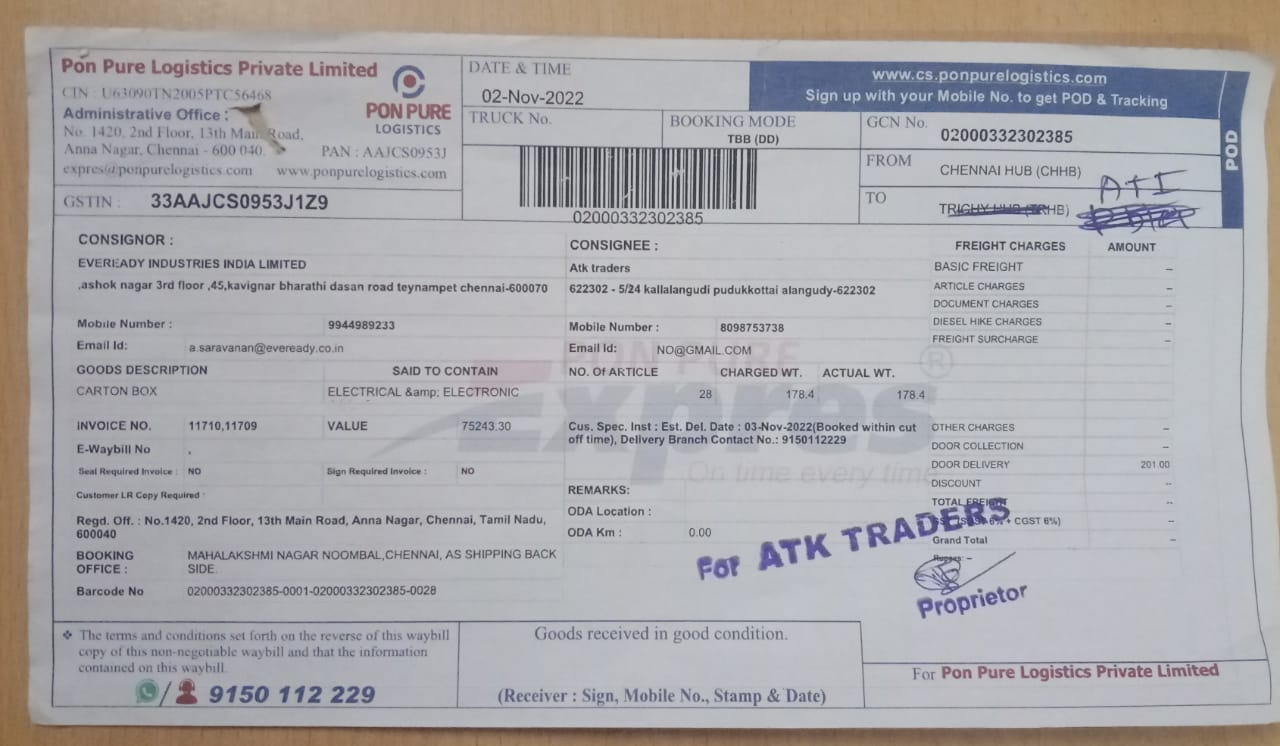 Pon Pure Logistics Private Limited
CIN : U63090TN2005PTC56468
Administrative Office :
No. 1420, 2nd Floor, 13th Main Road,
Anna Nagar, Chennai - 600 040.
PAN : AAJCS0953J
expres@ponpurelogistics.com www.ponpurelogistics.com
PON PURE
LOGISTICS
GSTIN : 33AAJCS0953J1Z9
DATE & TIME
02-Nov-2022
TRUCK No.
BOOKING MODE
TBB (DD)
02000332302385
www.cs.ponpurelogistics.com
Sign up with your Mobile No. to get POD & Tracking
GCN No. 02000332302385
FROM CHENNAI HUB (CHHB)
TO TRIGHY HUB (TRHB)
ATI
POD
CONSIGNOR :
EVEREADY INDUSTRIES INDIA LIMITED
,ashok nagar 3rd floor ,45,kavignar bharathi dasan road teynampet chennai-600070
Mobile Number : 9944989233
Email Id: a.saravanan@eveready.co.in
CONSIGNEE :
Atk traders
622302 - 5/24 kallalangudi pudukkottai alangudy-622302
Mobile Number : 8098753738
Email Id: NO@GMAIL.COM
FREIGHT CHARGES AMOUNT
BASIC FREIGHT –
ARTICLE CHARGES –
DOCUMENT CHARGES –
DIESEL HIKE CHARGES –
FREIGHT SURCHARGE –
GOODS DESCRIPTION SAID TO CONTAIN NO. Of ARTICLE CHARGED WT. ACTUAL WT.
CARTON BOX ELECTRICAL &amp; ELECTRONIC 28 178.4 178.4
PON PURE
Expres ®
On time every time
INVOICE NO. 11710,11709 VALUE 75243.30
E-Waybill No .
Seal Required Invoice : NO Sign Required Invoice : NO
Customer LR Copy Required :
Cus. Spec. Inst : Est. Del. Date : 03-Nov-2022(Booked within cut
off time), Delivery Branch Contact No.: 9150112229
REMARKS:
ODA Location :
ODA Km : 0.00
OTHER CHARGES –
DOOR COLLECTION –
DOOR DELIVERY 201.00
DISCOUNT --
TOTAL FREIGHT --
6% + CGST 6%) –
Grand Total –
Rupees: –
Regd. Off. : No.1420, 2nd Floor, 13th Main Road, Anna Nagar, Chennai, Tamil Nadu,
600040
BOOKING OFFICE : MAHALAKSHMI NAGAR NOOMBAL,CHENNAI, AS SHIPPING BACK
SIDE.
Barcode No 02000332302385-0001-02000332302385-0028
For ATK TRADERS
Proprietor
❖ The terms and conditions set forth on the reverse of this waybill
copy of this non-negotiable waybill and that the information
contained on this waybill.
/ 9150 112 229
Goods received in good condition.
(Receiver : Sign, Mobile No., Stamp & Date)
For Pon Pure Logistics Private Limited